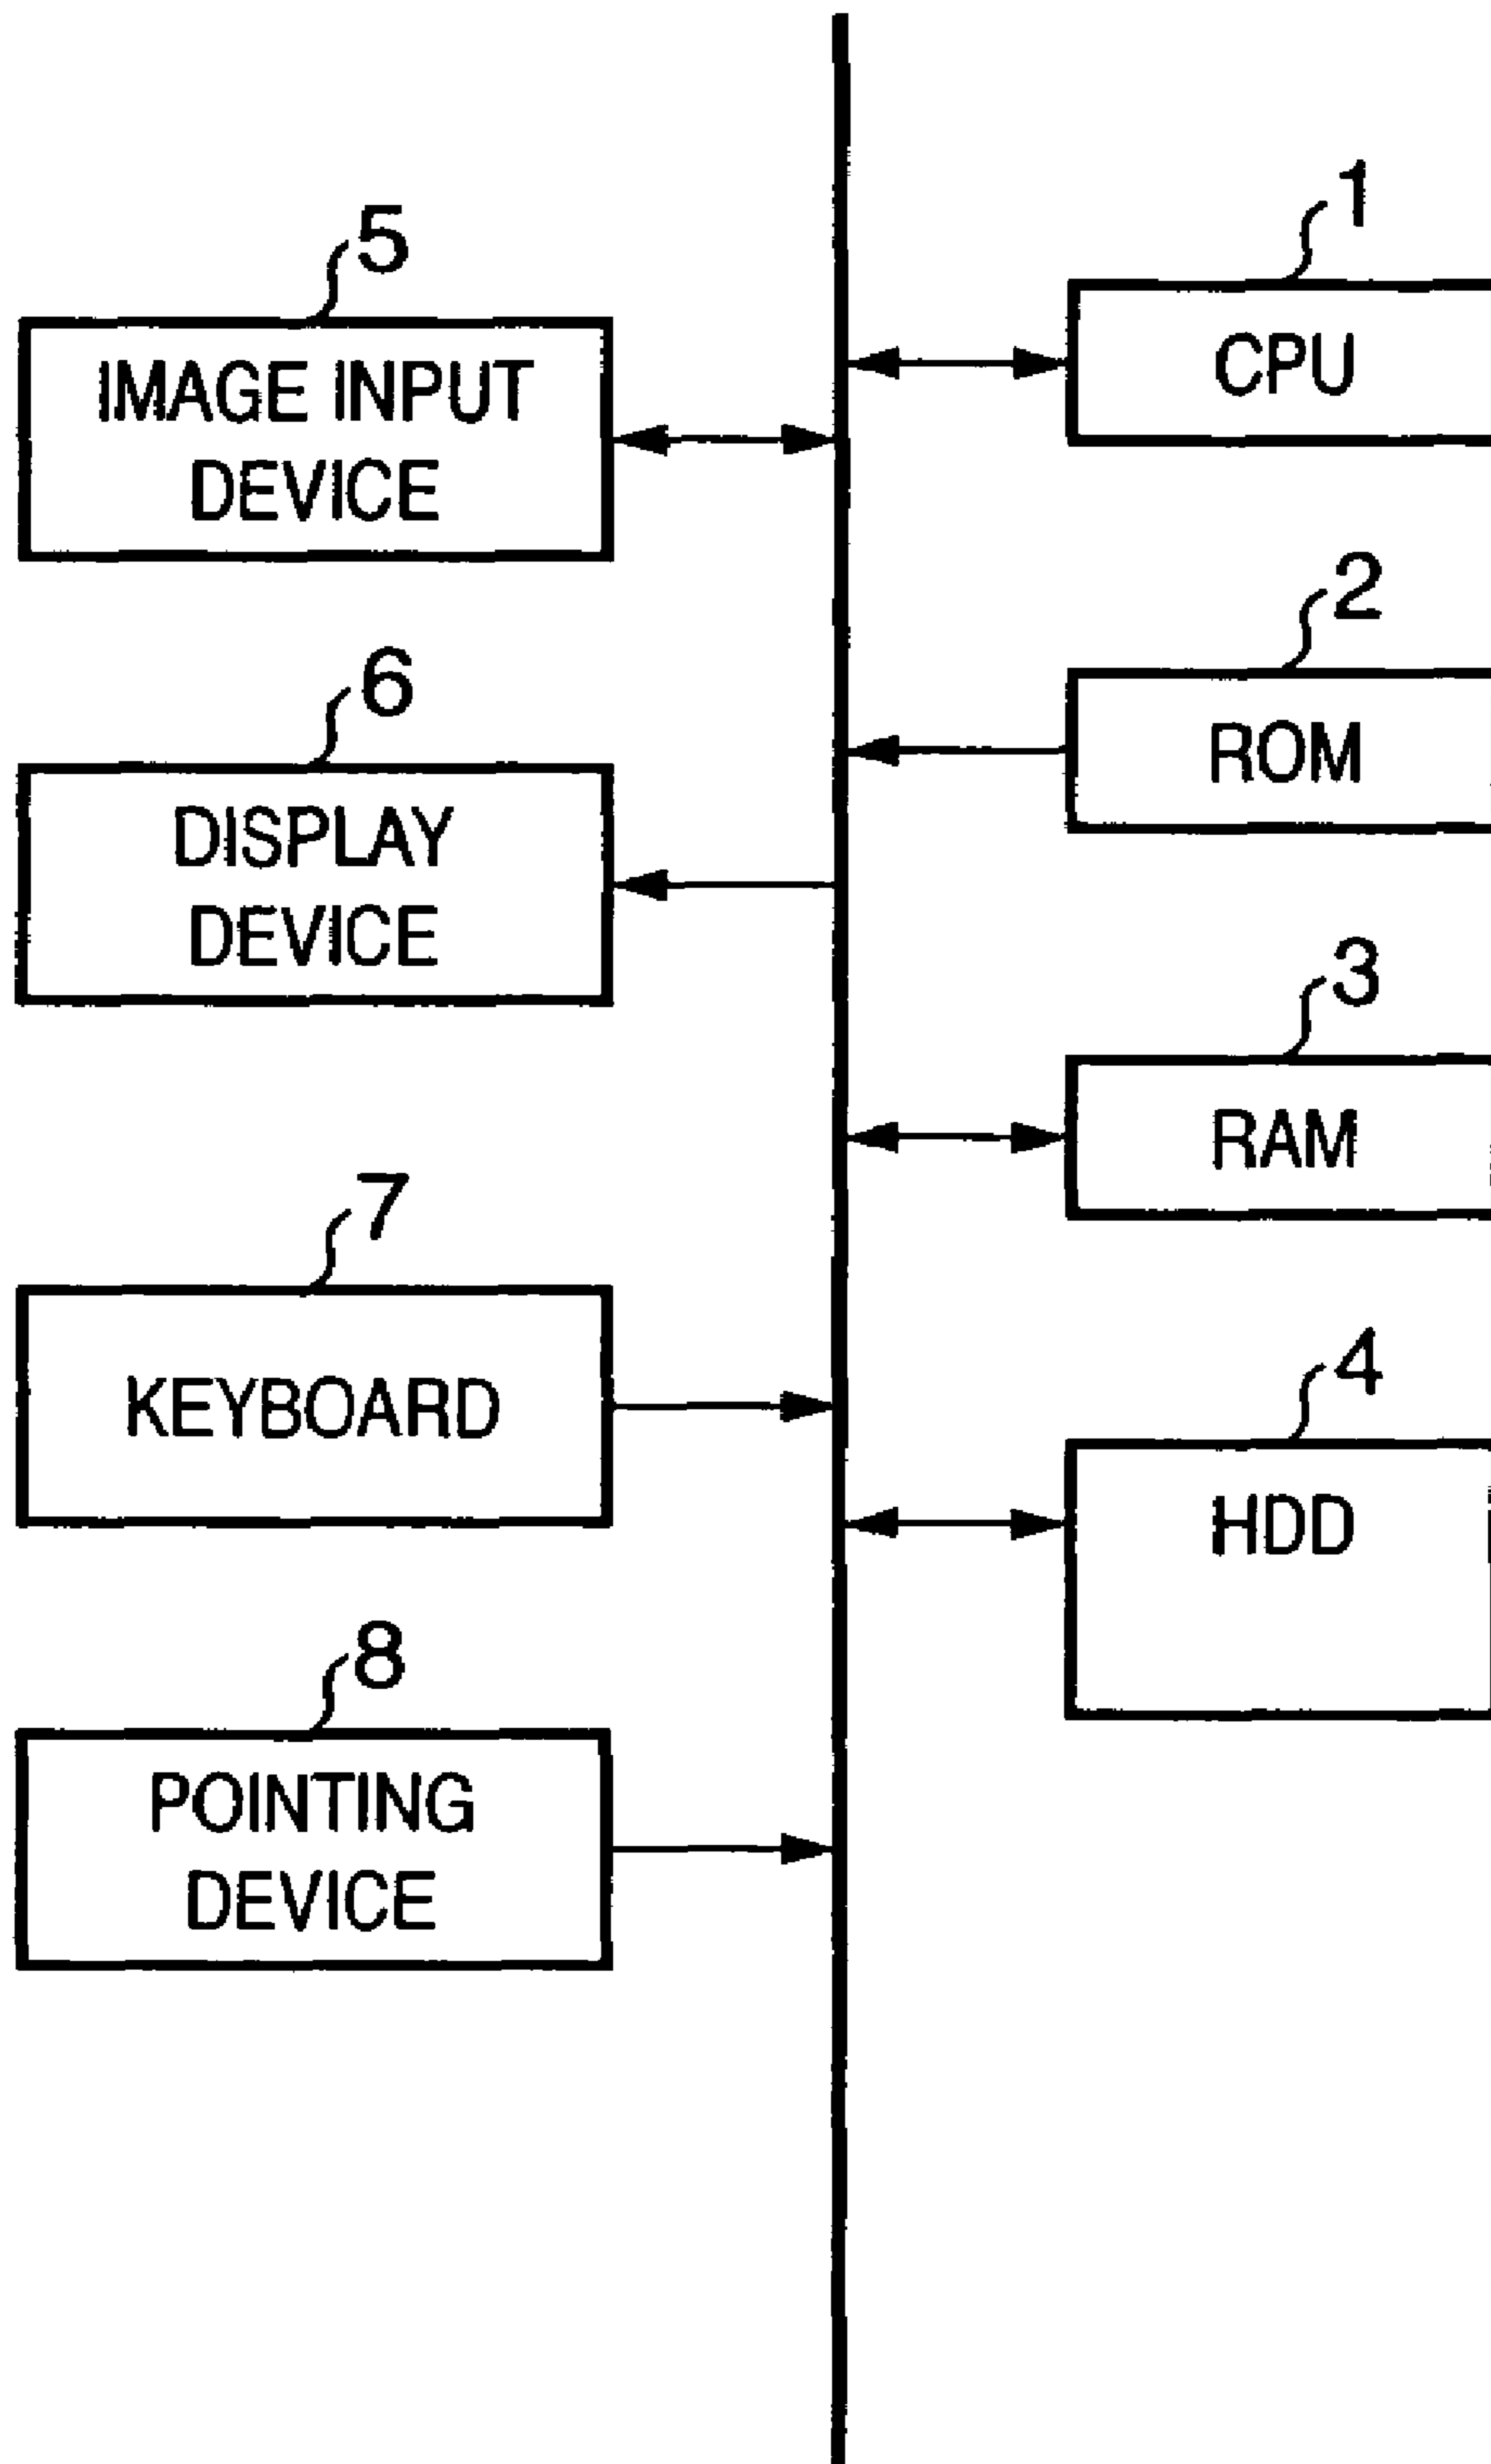 5
IMAGE INPUT
DEVICE
6
DISPLAY
DEVICE
7
KEYBOARD
8
POINTING
DEVICE
1
CPU
2
ROM
3
RAM
4
HDD